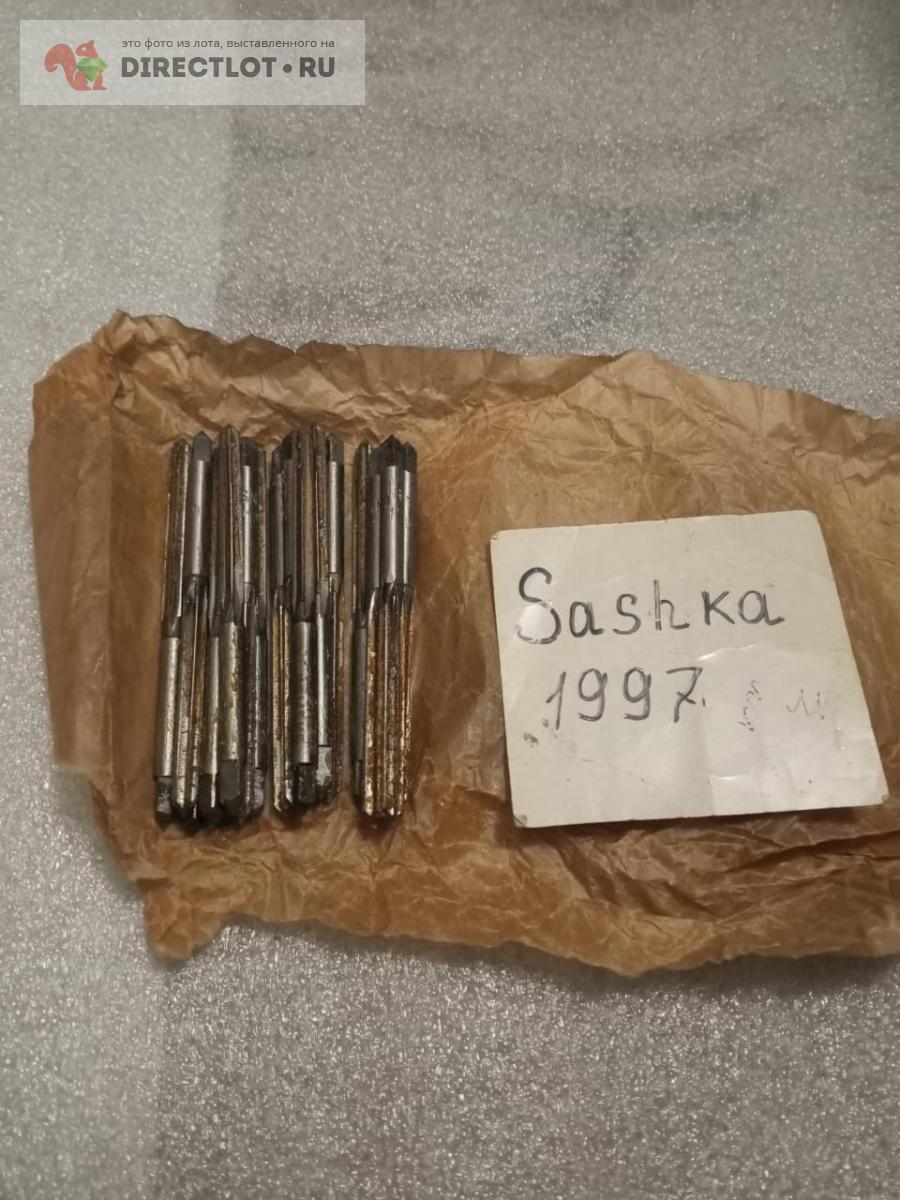 это фото из лота, выставленного на
DIRECTLOT•RU
Sashka
1997.